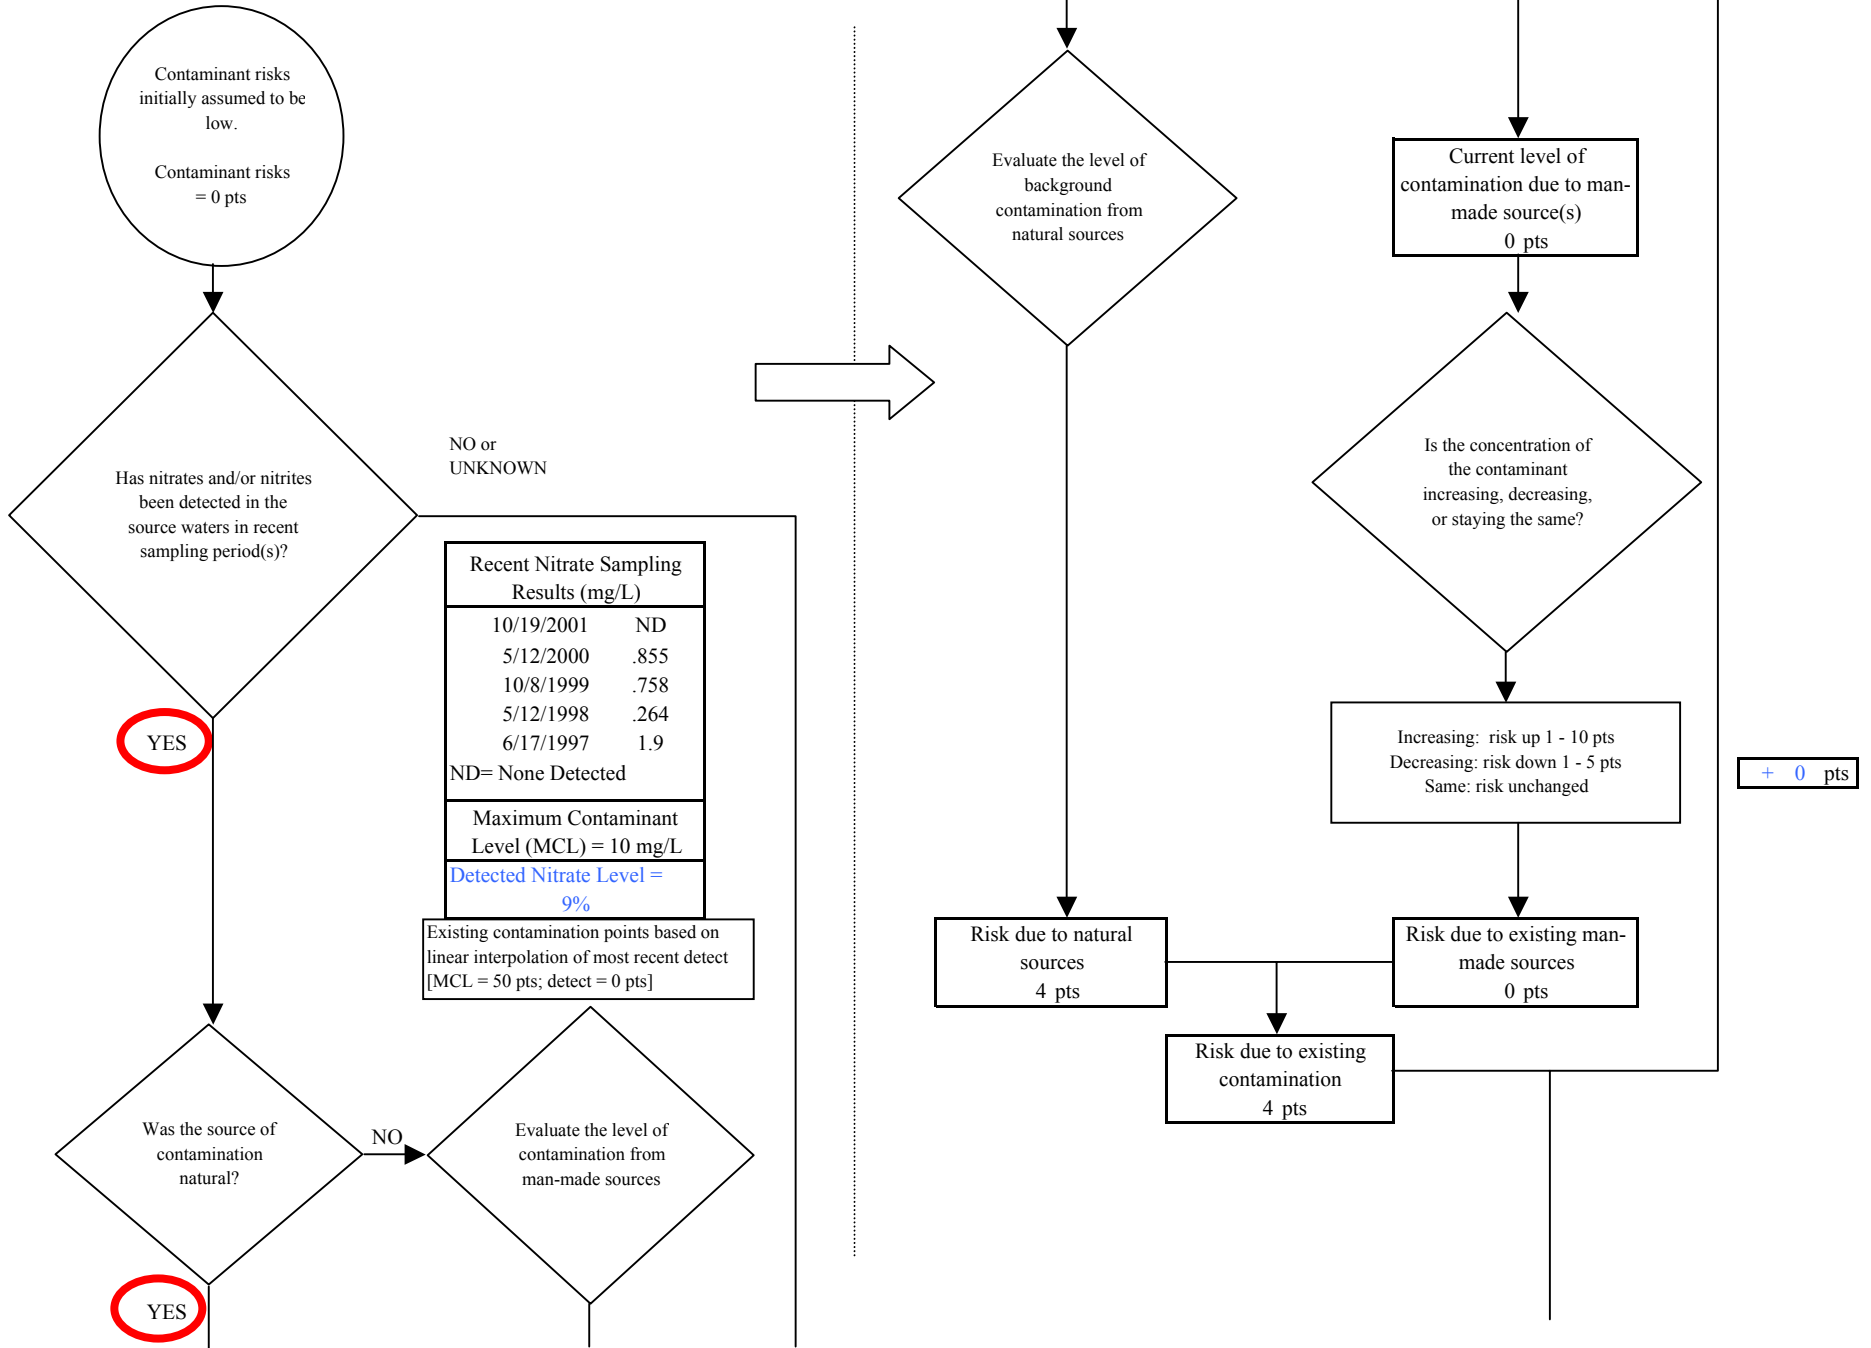 Contaminant risks
initially assumed to be
low.
Contaminant risks
= 0 pts
Has nitrates and/or nitrites
been detected in the
source waters in recent
sampling period(s)?
NO or
UNKNOWN
YES
Recent Nitrate Sampling
Results (mg/L)
10/19/2001 ND
5/12/2000 .855
10/8/1999 .758
5/12/1998 .264
6/17/1997 1.9
ND= None Detected
Maximum Contaminant
Level (MCL) = 10 mg/L
Detected Nitrate Level =
9%
Existing contamination points based on
linear interpolation of most recent detect
[MCL = 50 pts; detect = 0 pts]
Was the source of
contamination
natural?
NO
Evaluate the level of
contamination from
man-made sources
YES
Evaluate the level of
background
contamination from
natural sources
Current level of
contamination due to man-
made source(s)
0 pts
Is the concentration of
the contaminant
increasing, decreasing,
or staying the same?
Increasing: risk up 1 - 10 pts
Decreasing: risk down 1 - 5 pts
Same: risk unchanged
+ 0 pts
Risk due to natural
sources
4 pts
Risk due to existing man-
made sources
0 pts
Risk due to existing
contamination
4 pts